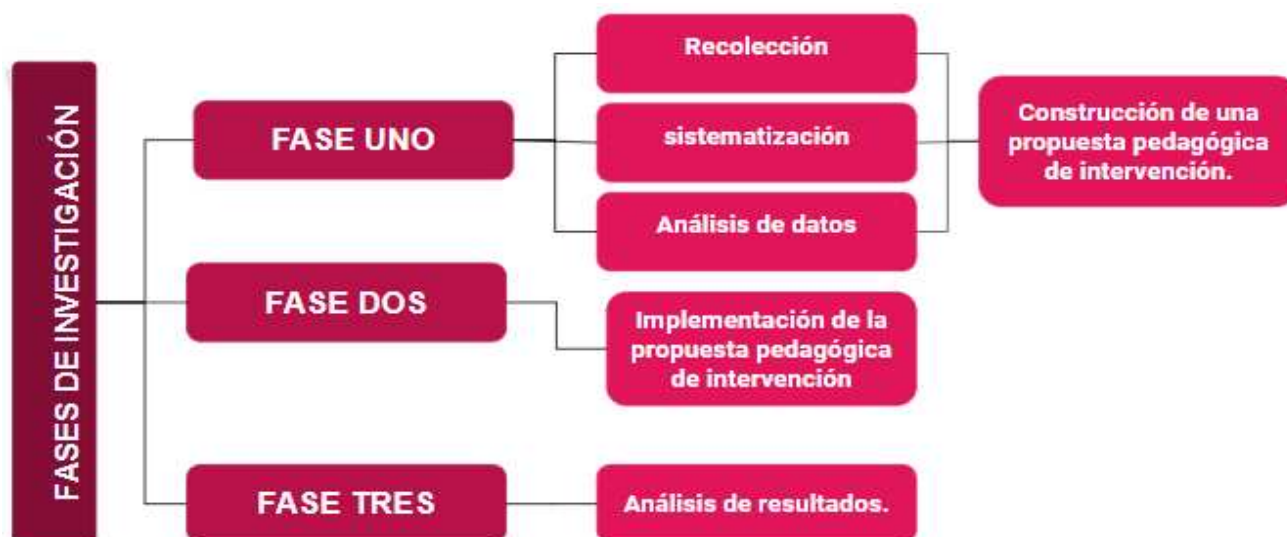 FASES DE INVESTIGACIÓN
FASE UNO
Recolección
sistematización
Análisis de datos
Construcción de una
propuesta pedagógica
de intervención.
FASE DOS
Implementación de la
propuesta pedagógica
de intervención
FASE TRES
Análisis de resultados.